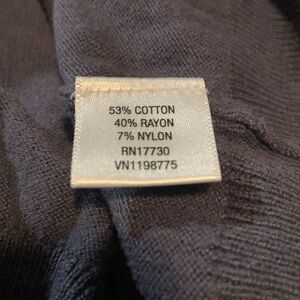 53% COTTON
40% RAYON
7% NYLON
RN17730
VN1198775